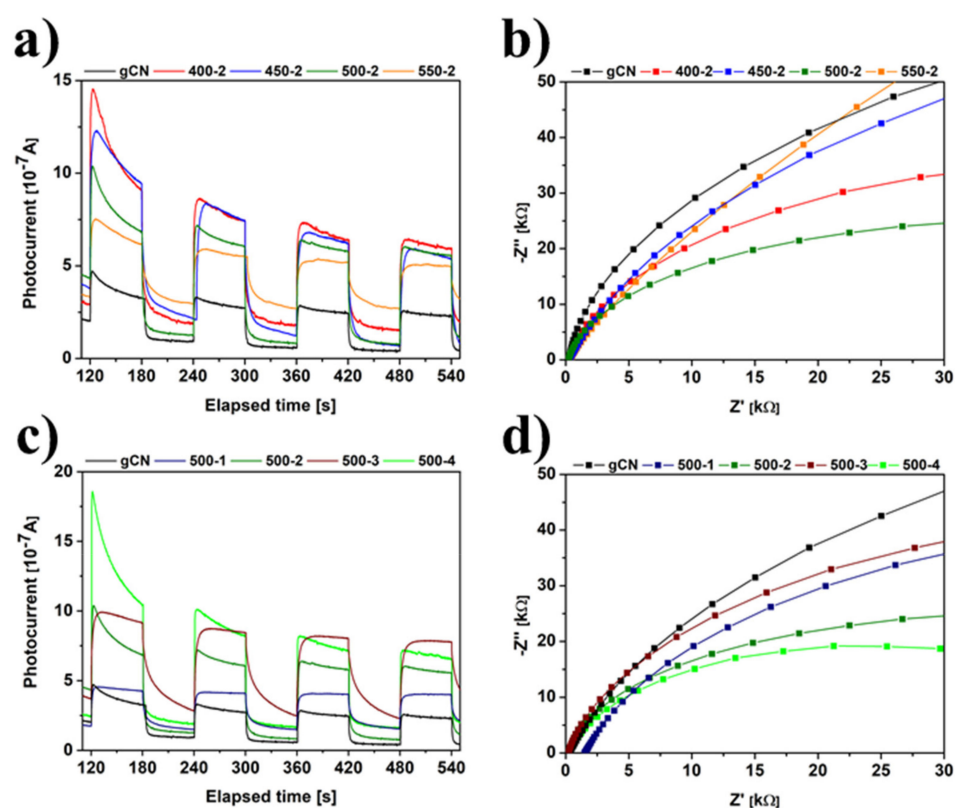 a)
gCN 400-2 450-2 500-2 550-2
15
10
5
0
Photocurrent [10⁻⁷A]
120 180 240 300 360 420 480 540
Elapsed time [s]
b)
gCN 400-2 450-2 500-2 550-2
50
40
30
20
10
0
-Z'' [kΩ]
0 5 10 15 20 25 30
Z' [kΩ]
c)
gCN 500-1 500-2 500-3 500-4
20
15
10
5
0
Photocurrent [10⁻⁷A]
120 180 240 300 360 420 480 540
Elapsed time [s]
d)
gCN 500-1 500-2 500-3 500-4
50
40
30
20
10
0
-Z'' [kΩ]
0 5 10 15 20 25 30
Z' [kΩ]